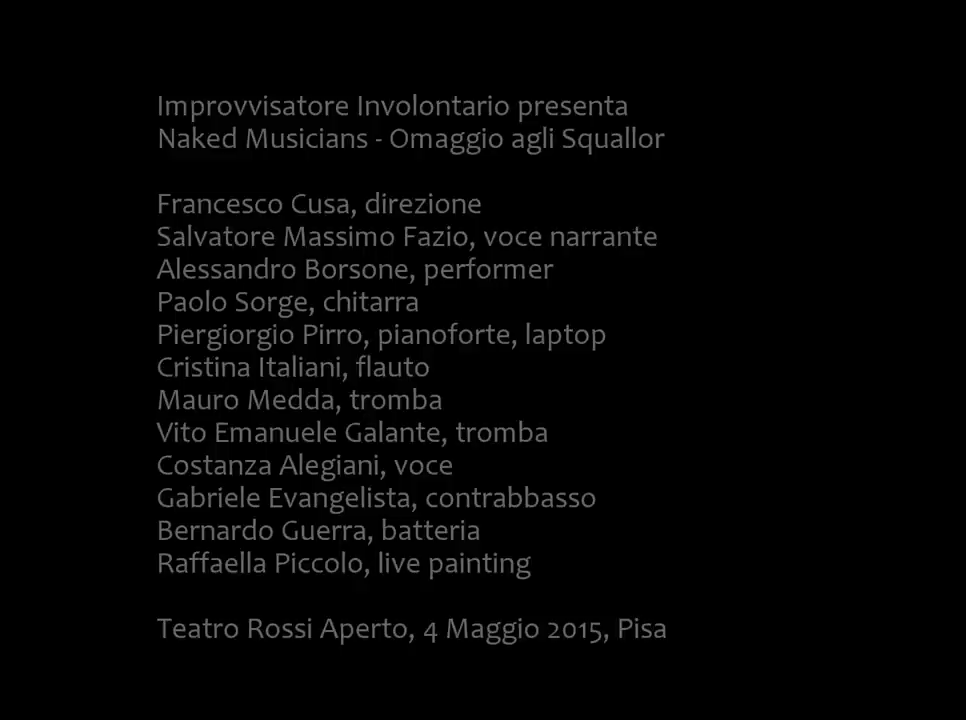 Improvvisatore Involontario presenta
Naked Musicians - Omaggio agli Squallor
Francesco Cusa, direzione
Salvatore Massimo Fazio, voce narrante
Alessandro Borsone, performer
Paolo Sorge, chitarra
Piergiorgio Pirro, pianoforte, laptop
Cristina Italiani, flauto
Mauro Medda, tromba
Vito Emanuele Galante, tromba
Costanza Alegiani, voce
Gabriele Evangelista, contrabbasso
Bernardo Guerra, batteria
Raffaella Piccolo, live painting
Teatro Rossi Aperto, 4 Maggio 2015, Pisa